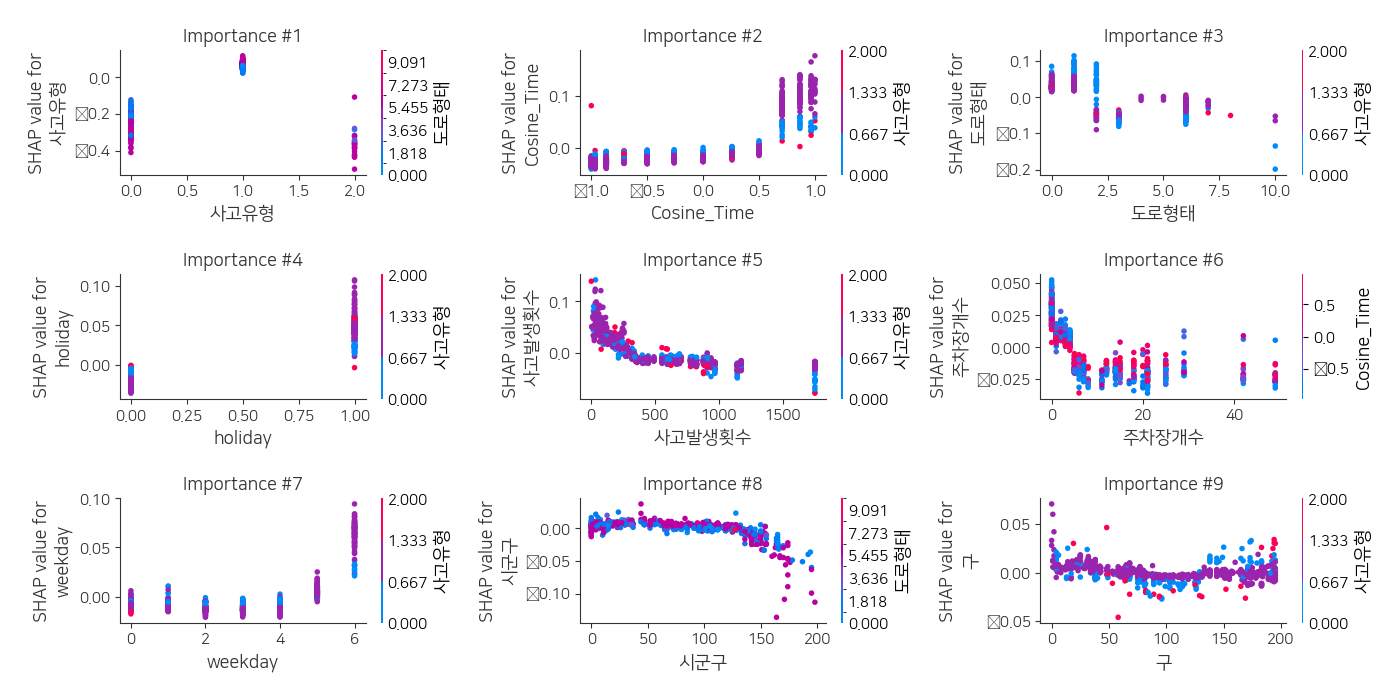 Importance #1
SHAP value for
사고유형
0.0
0.2
0.4
0.0
0.5
1.0
1.5
2.0
사고유형
9.091
7.273
5.455
3.636
1.818
0.000
도로형태
Importance #2
SHAP value for
Cosine_Time
0.1
0.0
1.0
0.5
0.0
0.5
1.0
Cosine_Time
2.000
1.333
0.667
0.000
사고유형
Importance #3
SHAP value for
도로형태
0.1
0.0
0.1
0.2
0.0
2.5
5.0
7.5
10.0
도로형태
2.000
1.333
0.667
0.000
사고유형
Importance #4
SHAP value for
holiday
0.10
0.05
0.00
0.00
0.25
0.50
0.75
1.00
holiday
2.000
1.333
0.667
0.000
사고유형
Importance #5
SHAP value for
사고발생횟수
0.1
0.0
0
500
1000
1500
사고발생횟수
2.000
1.333
0.667
0.000
사고유형
Importance #6
SHAP value for
주차장개수
0.050
0.025
0.000
0.025
0
20
40
주차장개수
0.5
0.0
0.5
Cosine_Time
Importance #7
SHAP value for
weekday
0.10
0.05
0.00
0
2
4
6
weekday
2.000
1.333
0.667
0.000
사고유형
Importance #8
SHAP value for
시군구
0.00
0.05
0.10
0
50
100
150
200
시군구
9.091
7.273
5.455
3.636
1.818
0.000
도로형태
Importance #9
SHAP value for
구
0.05
0.00
0.05
0
50
100
150
200
구
2.000
1.333
0.667
0.000
사고유형